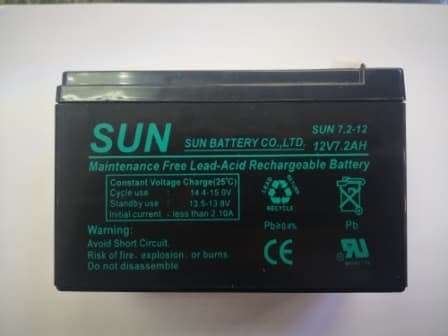 SUN 7.2-12
SUN SUN BATTERY CO.,LTD. 12V7.2AH
Maintenance Free Lead-Acid Rechargeable Battery
Constant Voltage Charge(25℃)
Cycle use : 14.4-15.0V
Standby use : 13.5-13.8V
Initial current : less than 2.10A
LEAD
RECYCLE
Pb
Warning:
Avoid Short Circuit.
Risk of fire, explosion, or burns.
Do not disassemble
CE